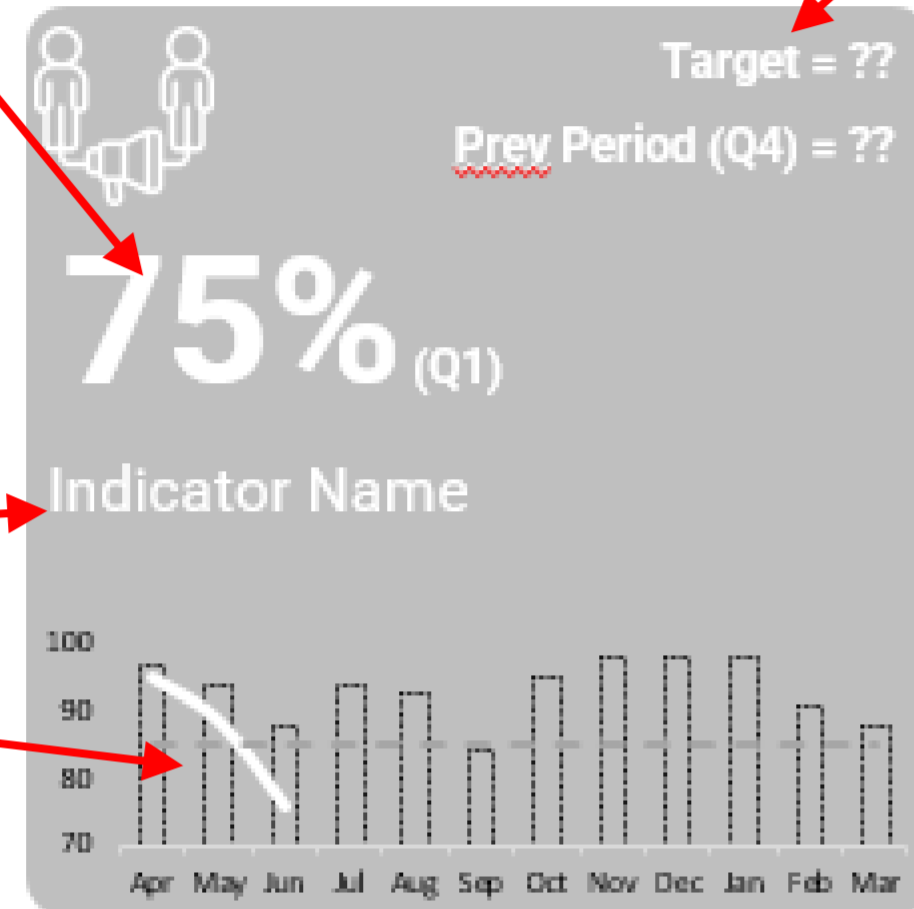 Target = ??
Prev Period (Q4) = ??
75% (Q1)
Indicator Name
100
90
80
70
Apr May Jun Jul Aug Sep Oct Nov Dec Jan Feb Mar